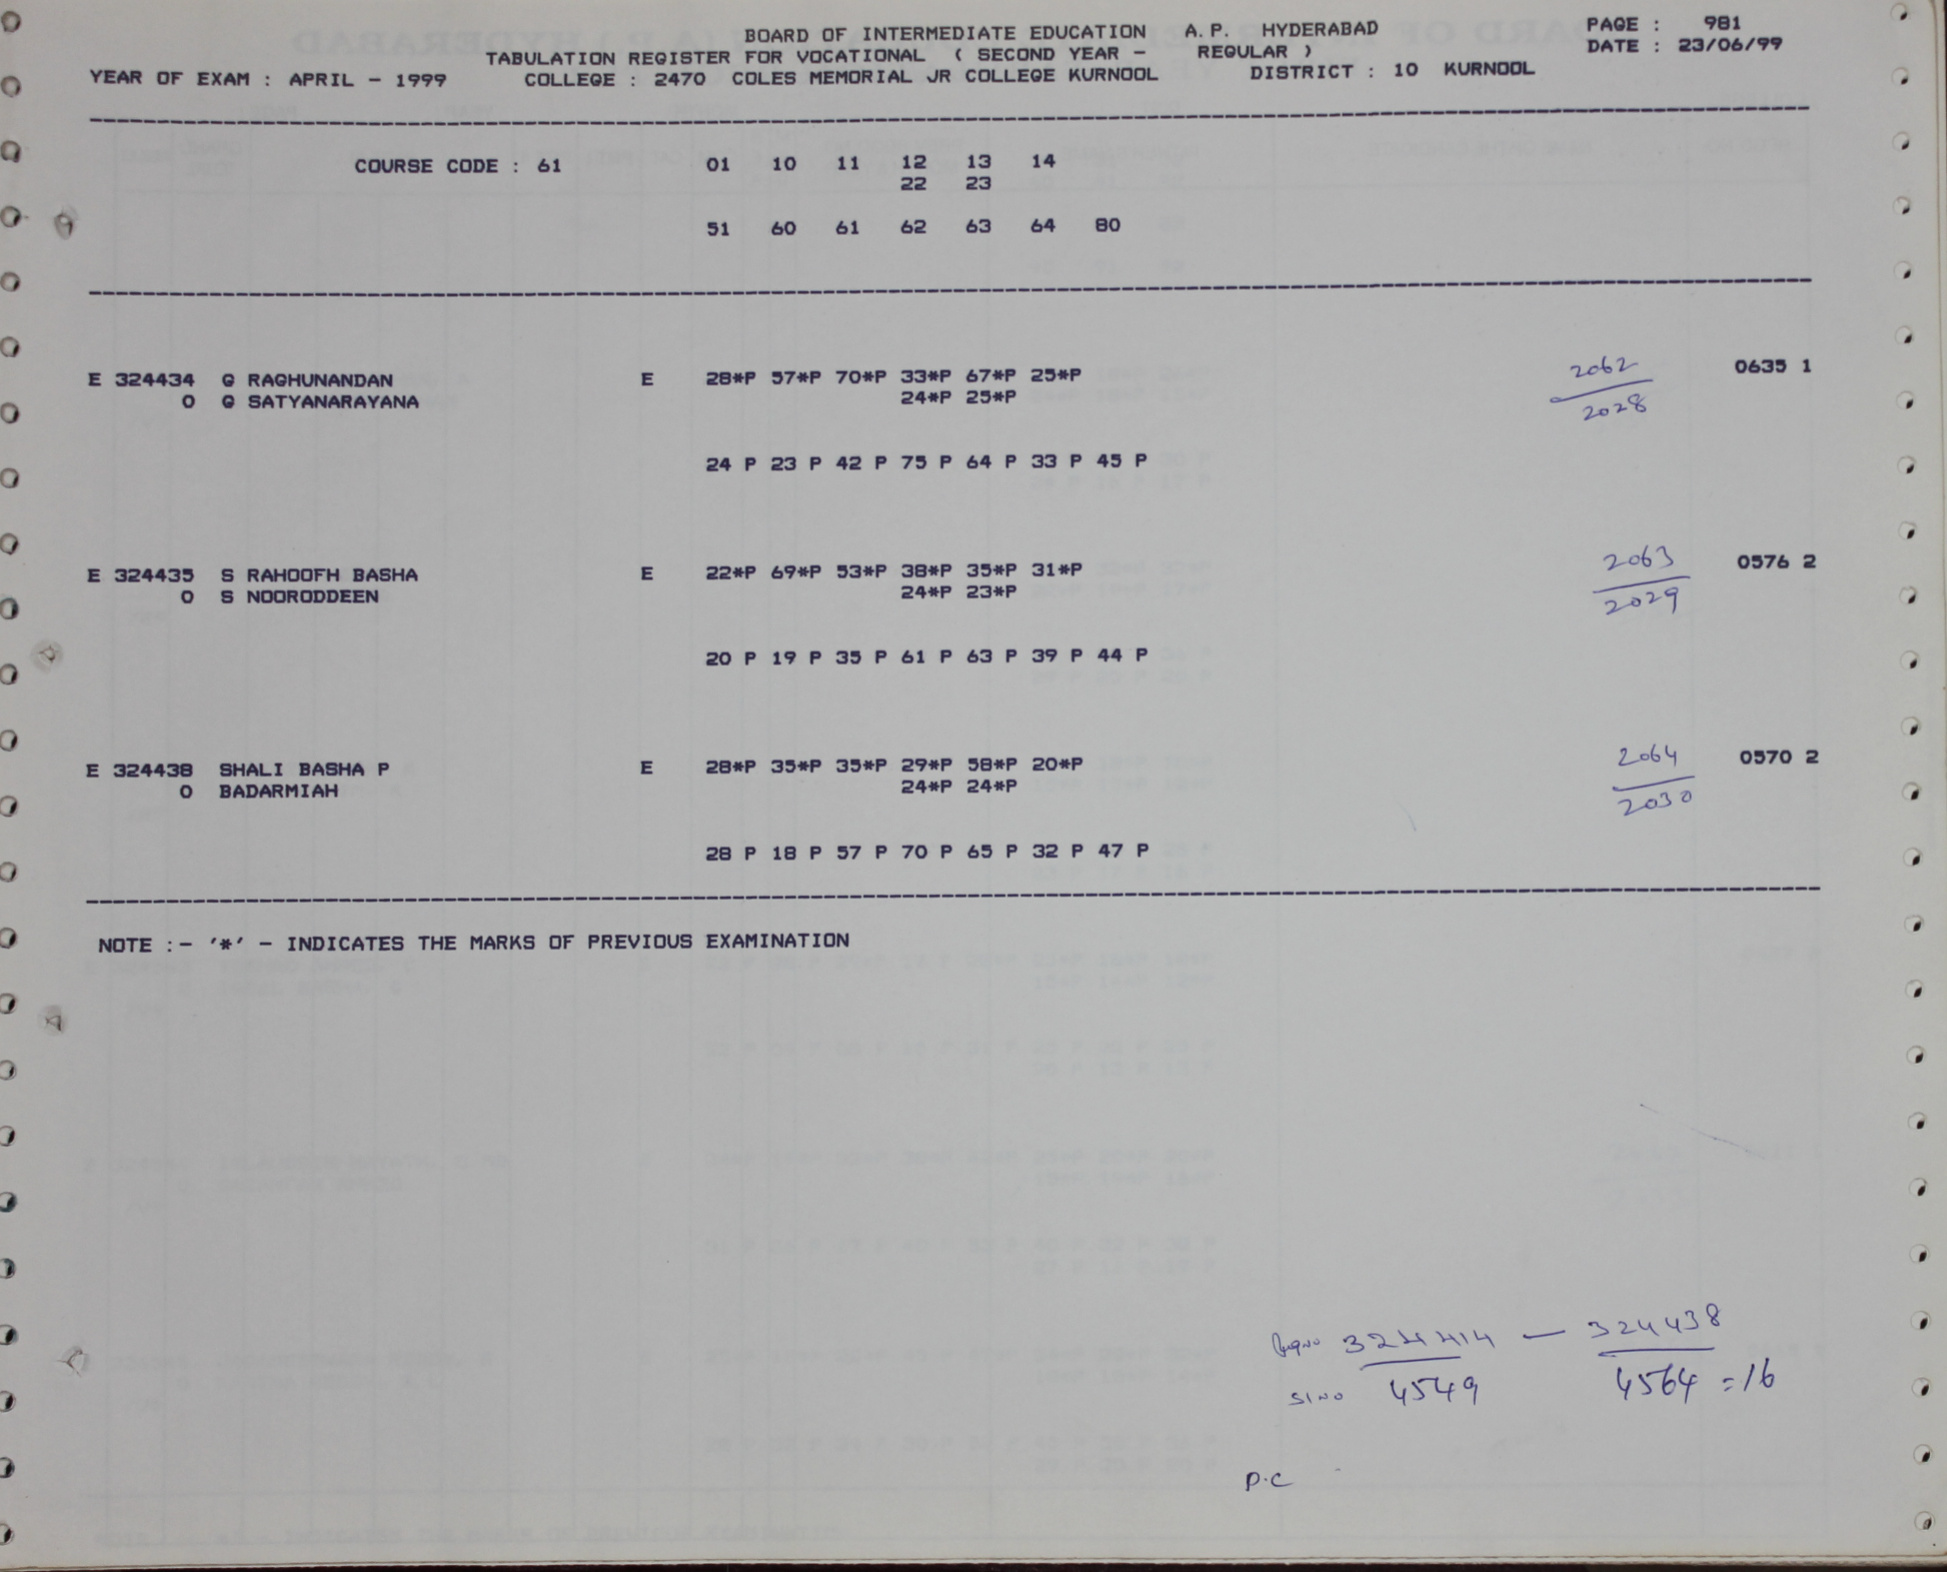 BOARD OF INTERMEDIATE EDUCATION A. P. HYDERABAD PAGE : 981
TABULATION REGISTER FOR VOCATIONAL ( SECOND YEAR - REGULAR ) DATE : 23/06/99
YEAR OF EXAM : APRIL - 1999 COLLEGE : 2470 COLES MEMORIAL JR COLLEGE KURNOOL DISTRICT : 10 KURNOOL
COURSE CODE : 61 01 10 11 12 13 14
22 23
51 60 61 62 63 64 80
E 324434 G RAGHUNANDAN E 28*P 57*P 70*P 33*P 67*P 25*P 2062 0635 1
O G SATYANARAYANA 24*P 25*P 2028
24 P 23 P 42 P 75 P 64 P 33 P 45 P
E 324435 S RAHOOFH BASHA E 22*P 69*P 53*P 38*P 35*P 31*P 2063 0576 2
O S NOORODDEEN 24*P 23*P 2029
20 P 19 P 35 P 61 P 63 P 39 P 44 P
E 324438 SHALI BASHA P E 28*P 35*P 35*P 29*P 58*P 20*P 2064 0570 2
O BADARMIAH 24*P 24*P 2030
28 P 18 P 57 P 70 P 65 P 32 P 47 P
NOTE :- '*' - INDICATES THE MARKS OF PREVIOUS EXAMINATION
324414 — 324438
SlNo 4549 4564 = 16
P.C